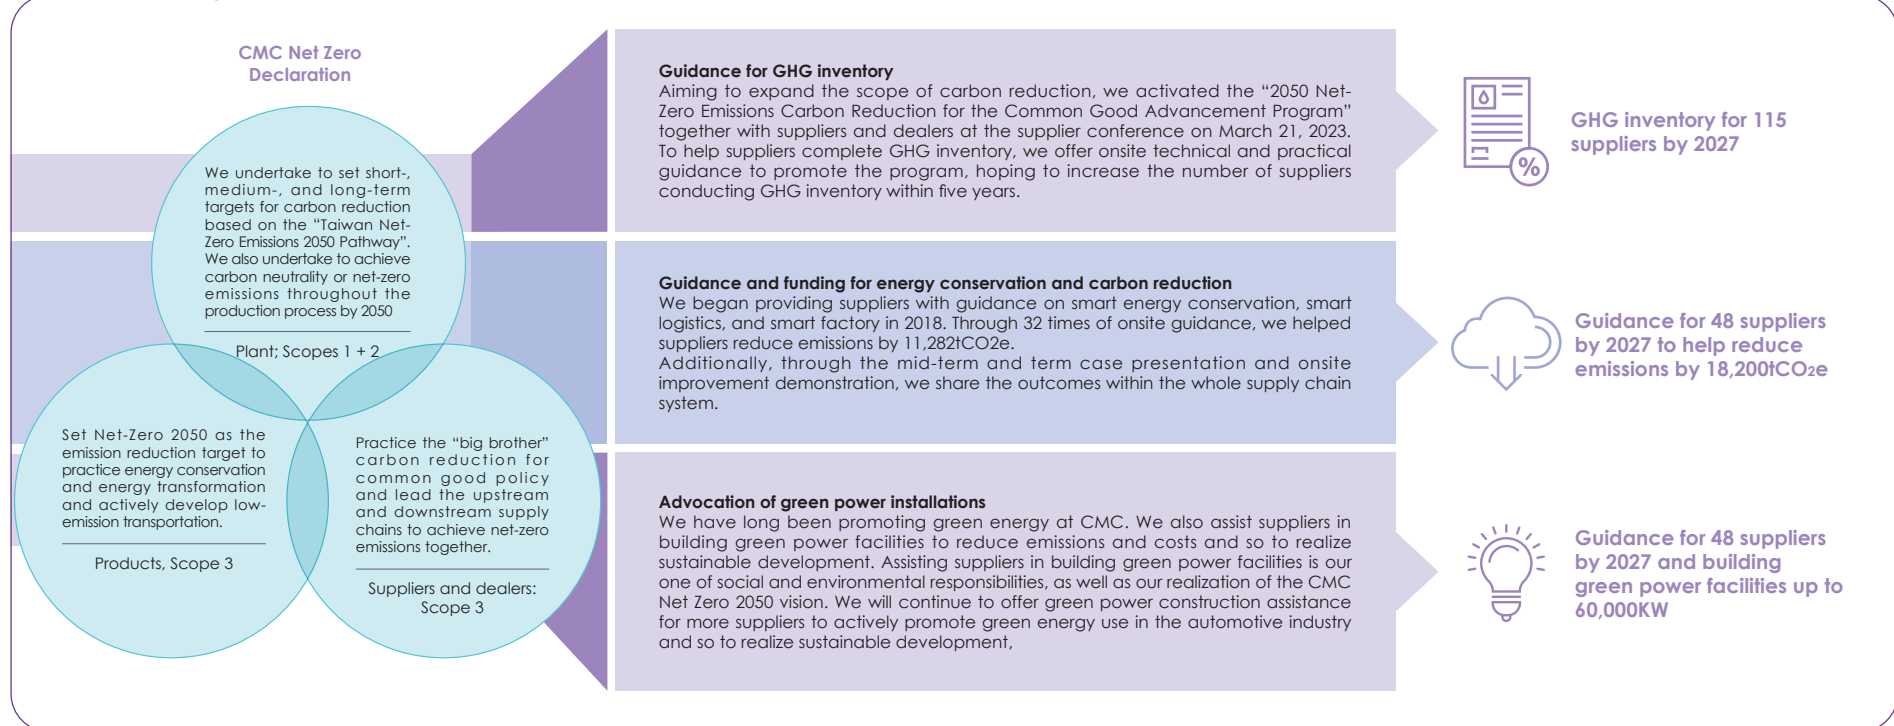 CMC Net Zero
Declaration
We undertake to set short-,
medium-, and long-term
targets for carbon reduction
based on the “Taiwan Net-
Zero Emissions 2050 Pathway”.
We also undertake to achieve
carbon neutrality or net-zero
emissions throughout the
production process by 2050
Plant; Scopes 1 + 2
Set Net-Zero 2050 as the
emission reduction target to
practice energy conservation
and energy transformation
and actively develop low-
emission transportation.
Products, Scope 3
Practice the “big brother”
carbon reduction for
common good policy
and lead the upstream
and downstream supply
chains to achieve net-zero
emissions together.
Suppliers and dealers:
Scope 3
Guidance for GHG inventory
Aiming to expand the scope of carbon reduction, we activated the “2050 Net-
Zero Emissions Carbon Reduction for the Common Good Advancement Program”
together with suppliers and dealers at the supplier conference on March 21, 2023.
To help suppliers complete GHG inventory, we offer onsite technical and practical
guidance to promote the program, hoping to increase the number of suppliers
conducting GHG inventory within five years.
%
GHG inventory for 115
suppliers by 2027
Guidance and funding for energy conservation and carbon reduction
We began providing suppliers with guidance on smart energy conservation, smart
logistics, and smart factory in 2018. Through 32 times of onsite guidance, we helped
suppliers reduce emissions by 11,282tCO2e.
Additionally, through the mid-term and term case presentation and onsite
improvement demonstration, we share the outcomes within the whole supply chain
system.
Guidance for 48 suppliers
by 2027 to help reduce
emissions by 18,200tCO2e
Advocation of green power installations
We have long been promoting green energy at CMC. We also assist suppliers in
building green power facilities to reduce emissions and costs and so to realize
sustainable development. Assisting suppliers in building green power facilities is our
one of social and environmental responsibilities, as well as our realization of the CMC
Net Zero 2050 vision. We will continue to offer green power construction assistance
for more suppliers to actively promote green energy use in the automotive industry
and so to realize sustainable development,
Guidance for 48 suppliers
by 2027 and building
green power facilities up to
60,000KW